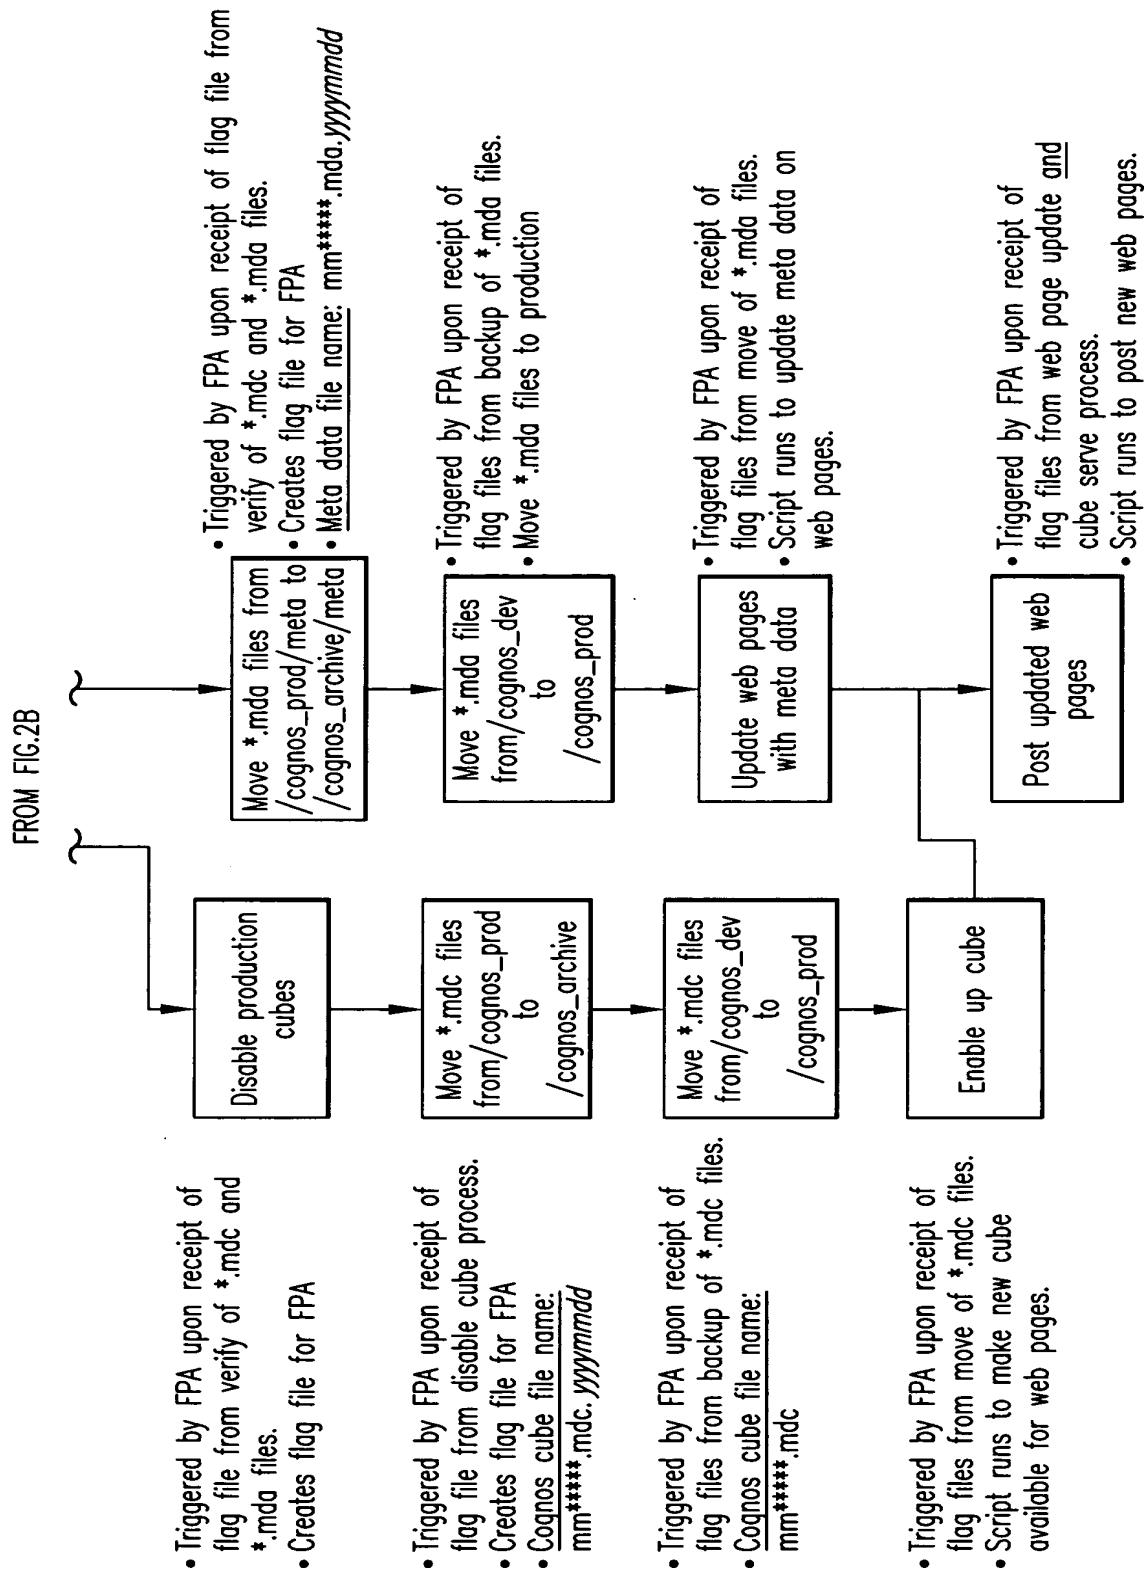 FROM FIG.2B
• Triggered by FPA upon receipt of
flag file from verify of *.mdc and
*.mda files.
• Creates flag file for FPA
Disable production
cubes
Move *.mda files from
/cognos_prod/meta to
/cognos_archive/meta
• Triggered by FPA upon receipt of flag file from
verify of *.mdc and *.mda files.
• Creates flag file for FPA
• Meta data file name: mm*****.mda.yyyymmdd
• Triggered by FPA upon receipt of
flag file from disable cube process.
• Creates flag file for FPA
• Cognos cube file name:
mm*****.mdc. yyyymmdd
Move *.mdc files
from/cognos_prod
to
/cognos_archive
Move *.mda files
from/cognos_dev
to
/cognos_prod
• Triggered by FPA upon receipt of
flag files from backup of *.mda files.
• Move *.mda files to production
• Triggered by FPA upon receipt of
flag files from backup of *.mdc files.
• Cognos cube file name:
mm*****.mdc
Move *.mdc files
from/cognos_dev
to
/cognos_prod
Update web pages
with meta data
• Triggered by FPA upon receipt of
flag files from move of *.mda files.
• Script runs to update meta data on
web pages.
• Triggered by FPA upon receipt of
flag files from move of *.mdc files.
• Script runs to make new cube
available for web pages.
Enable up cube
Post updated web
pages
• Triggered by FPA upon receipt of
flag files from web page update and
cube serve process.
• Script runs to post new web pages.